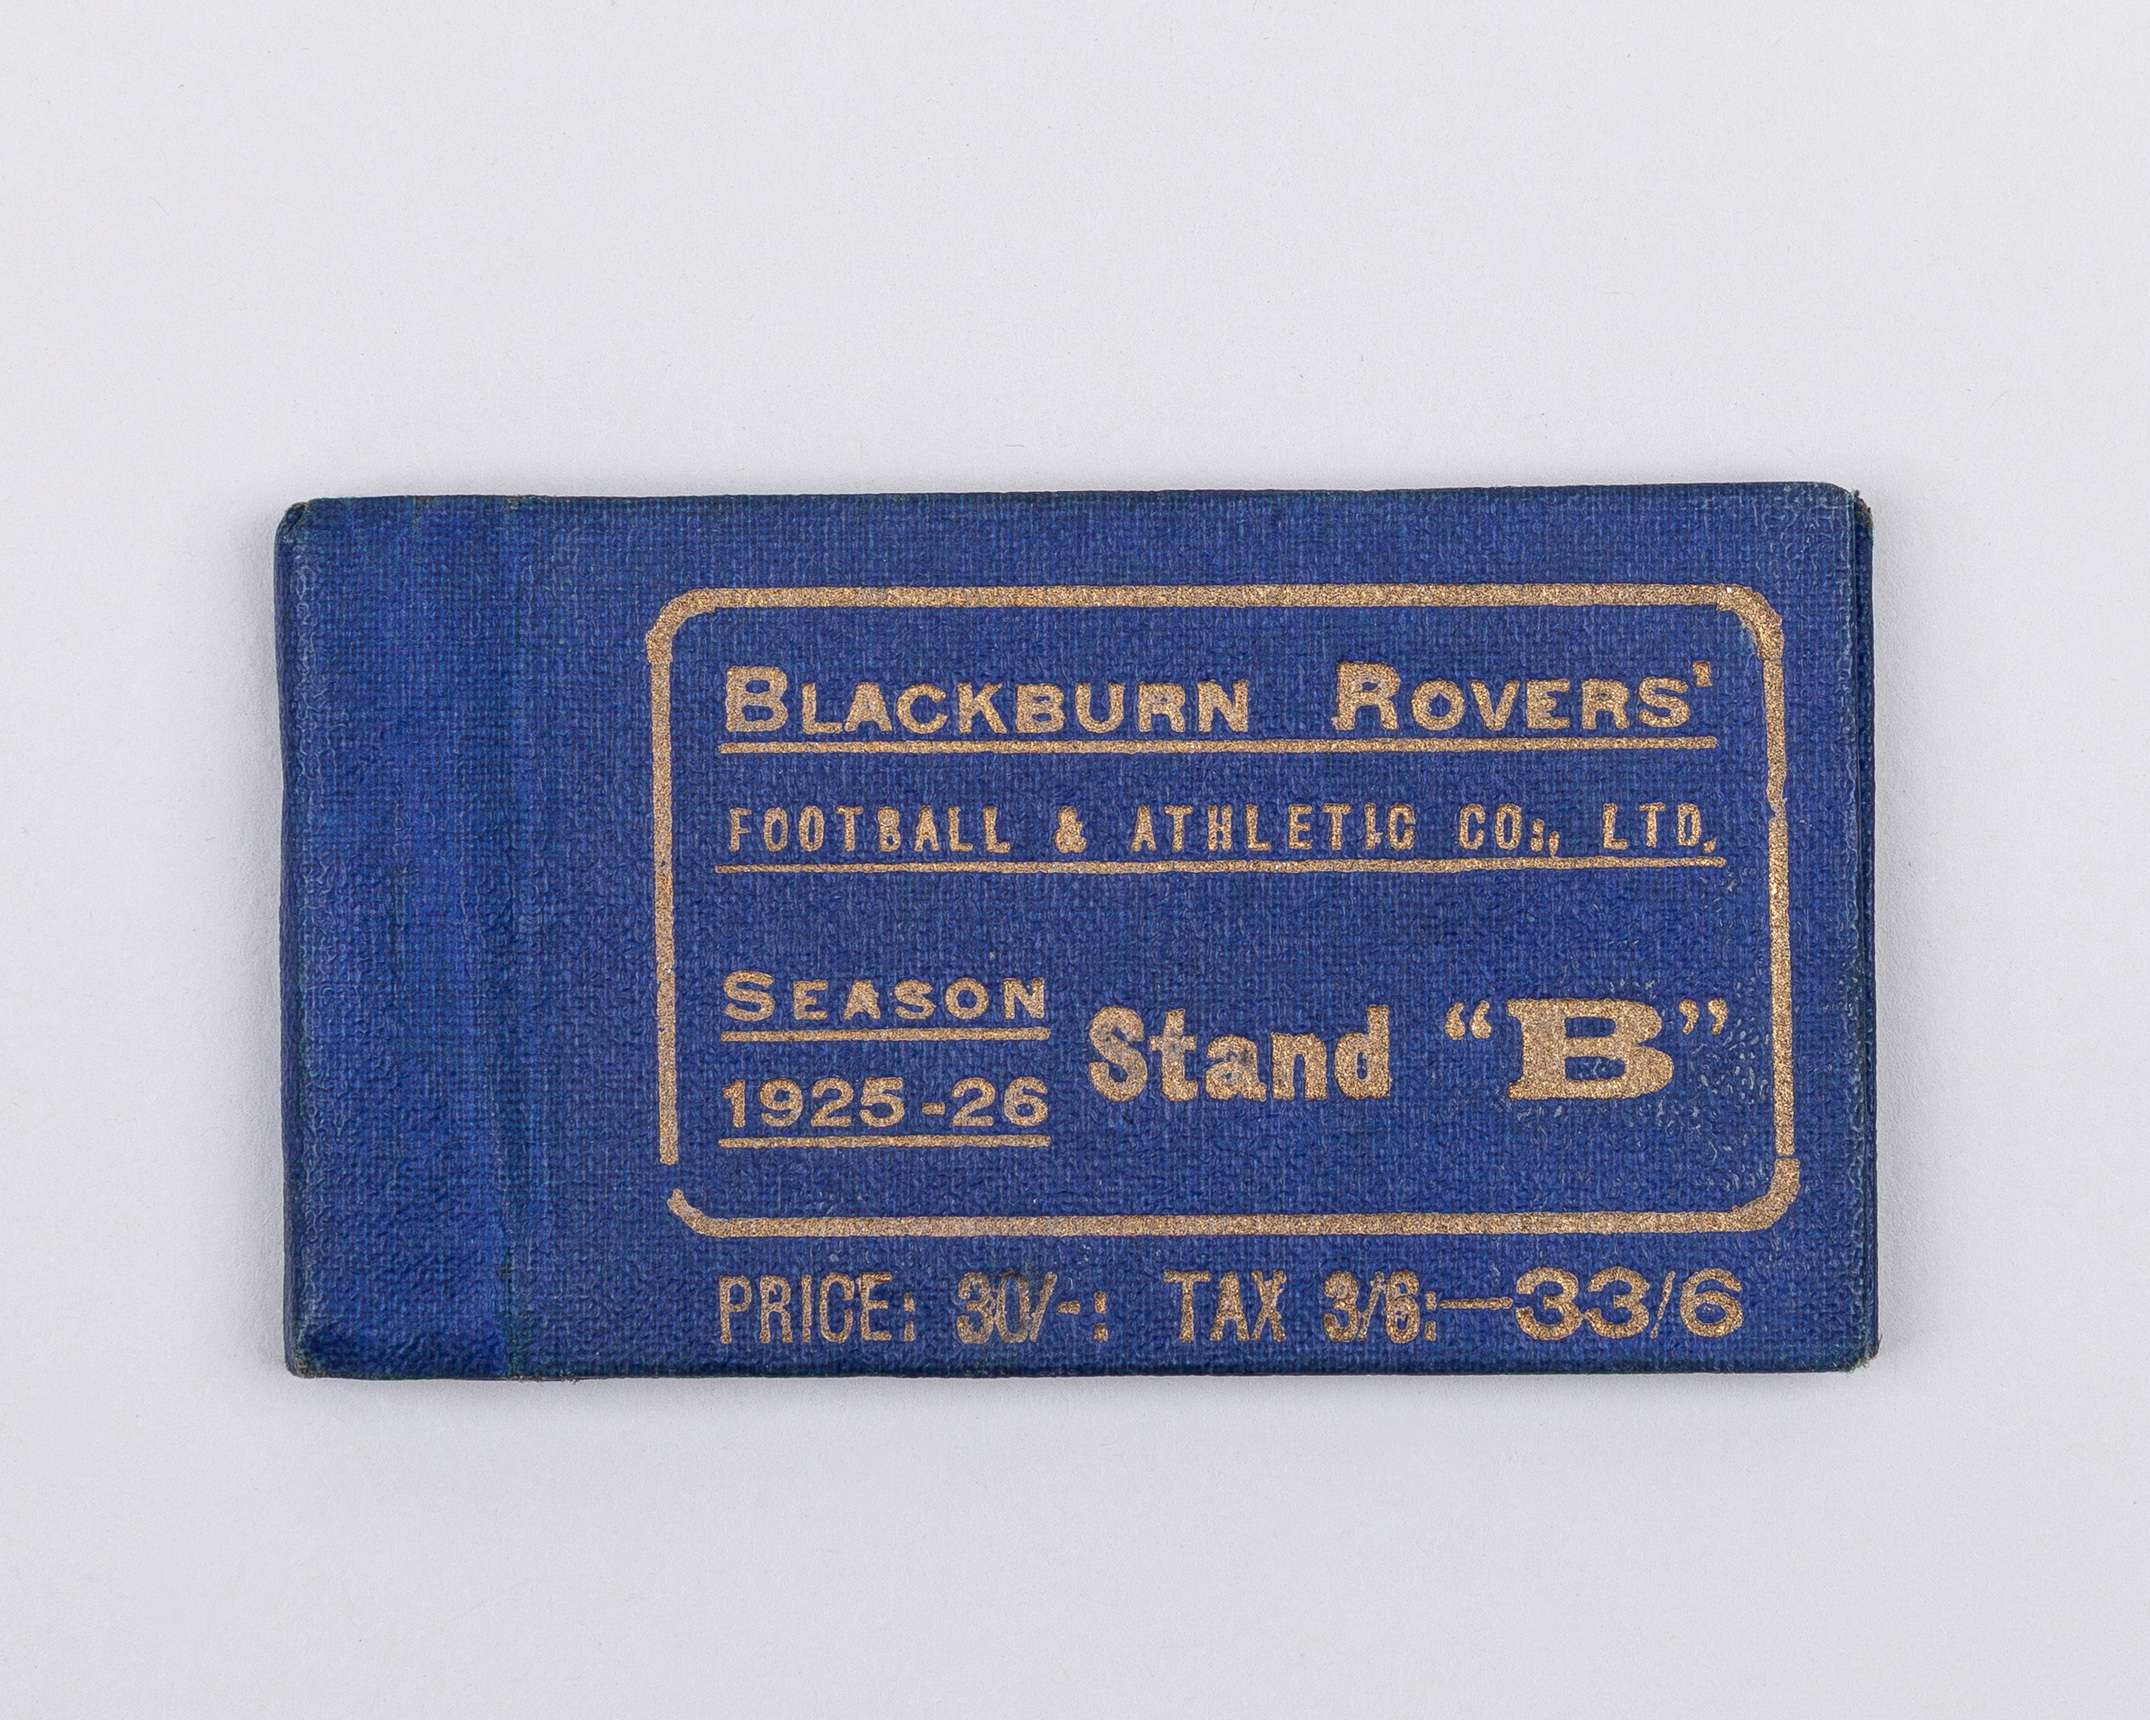 BLACKBURN ROVERS'
FOOTBALL & ATHLETIC CO:, LTD.
SEASON
1925-26
Stand "B"
PRICE: 30/-: TAX 3/6:—33/6